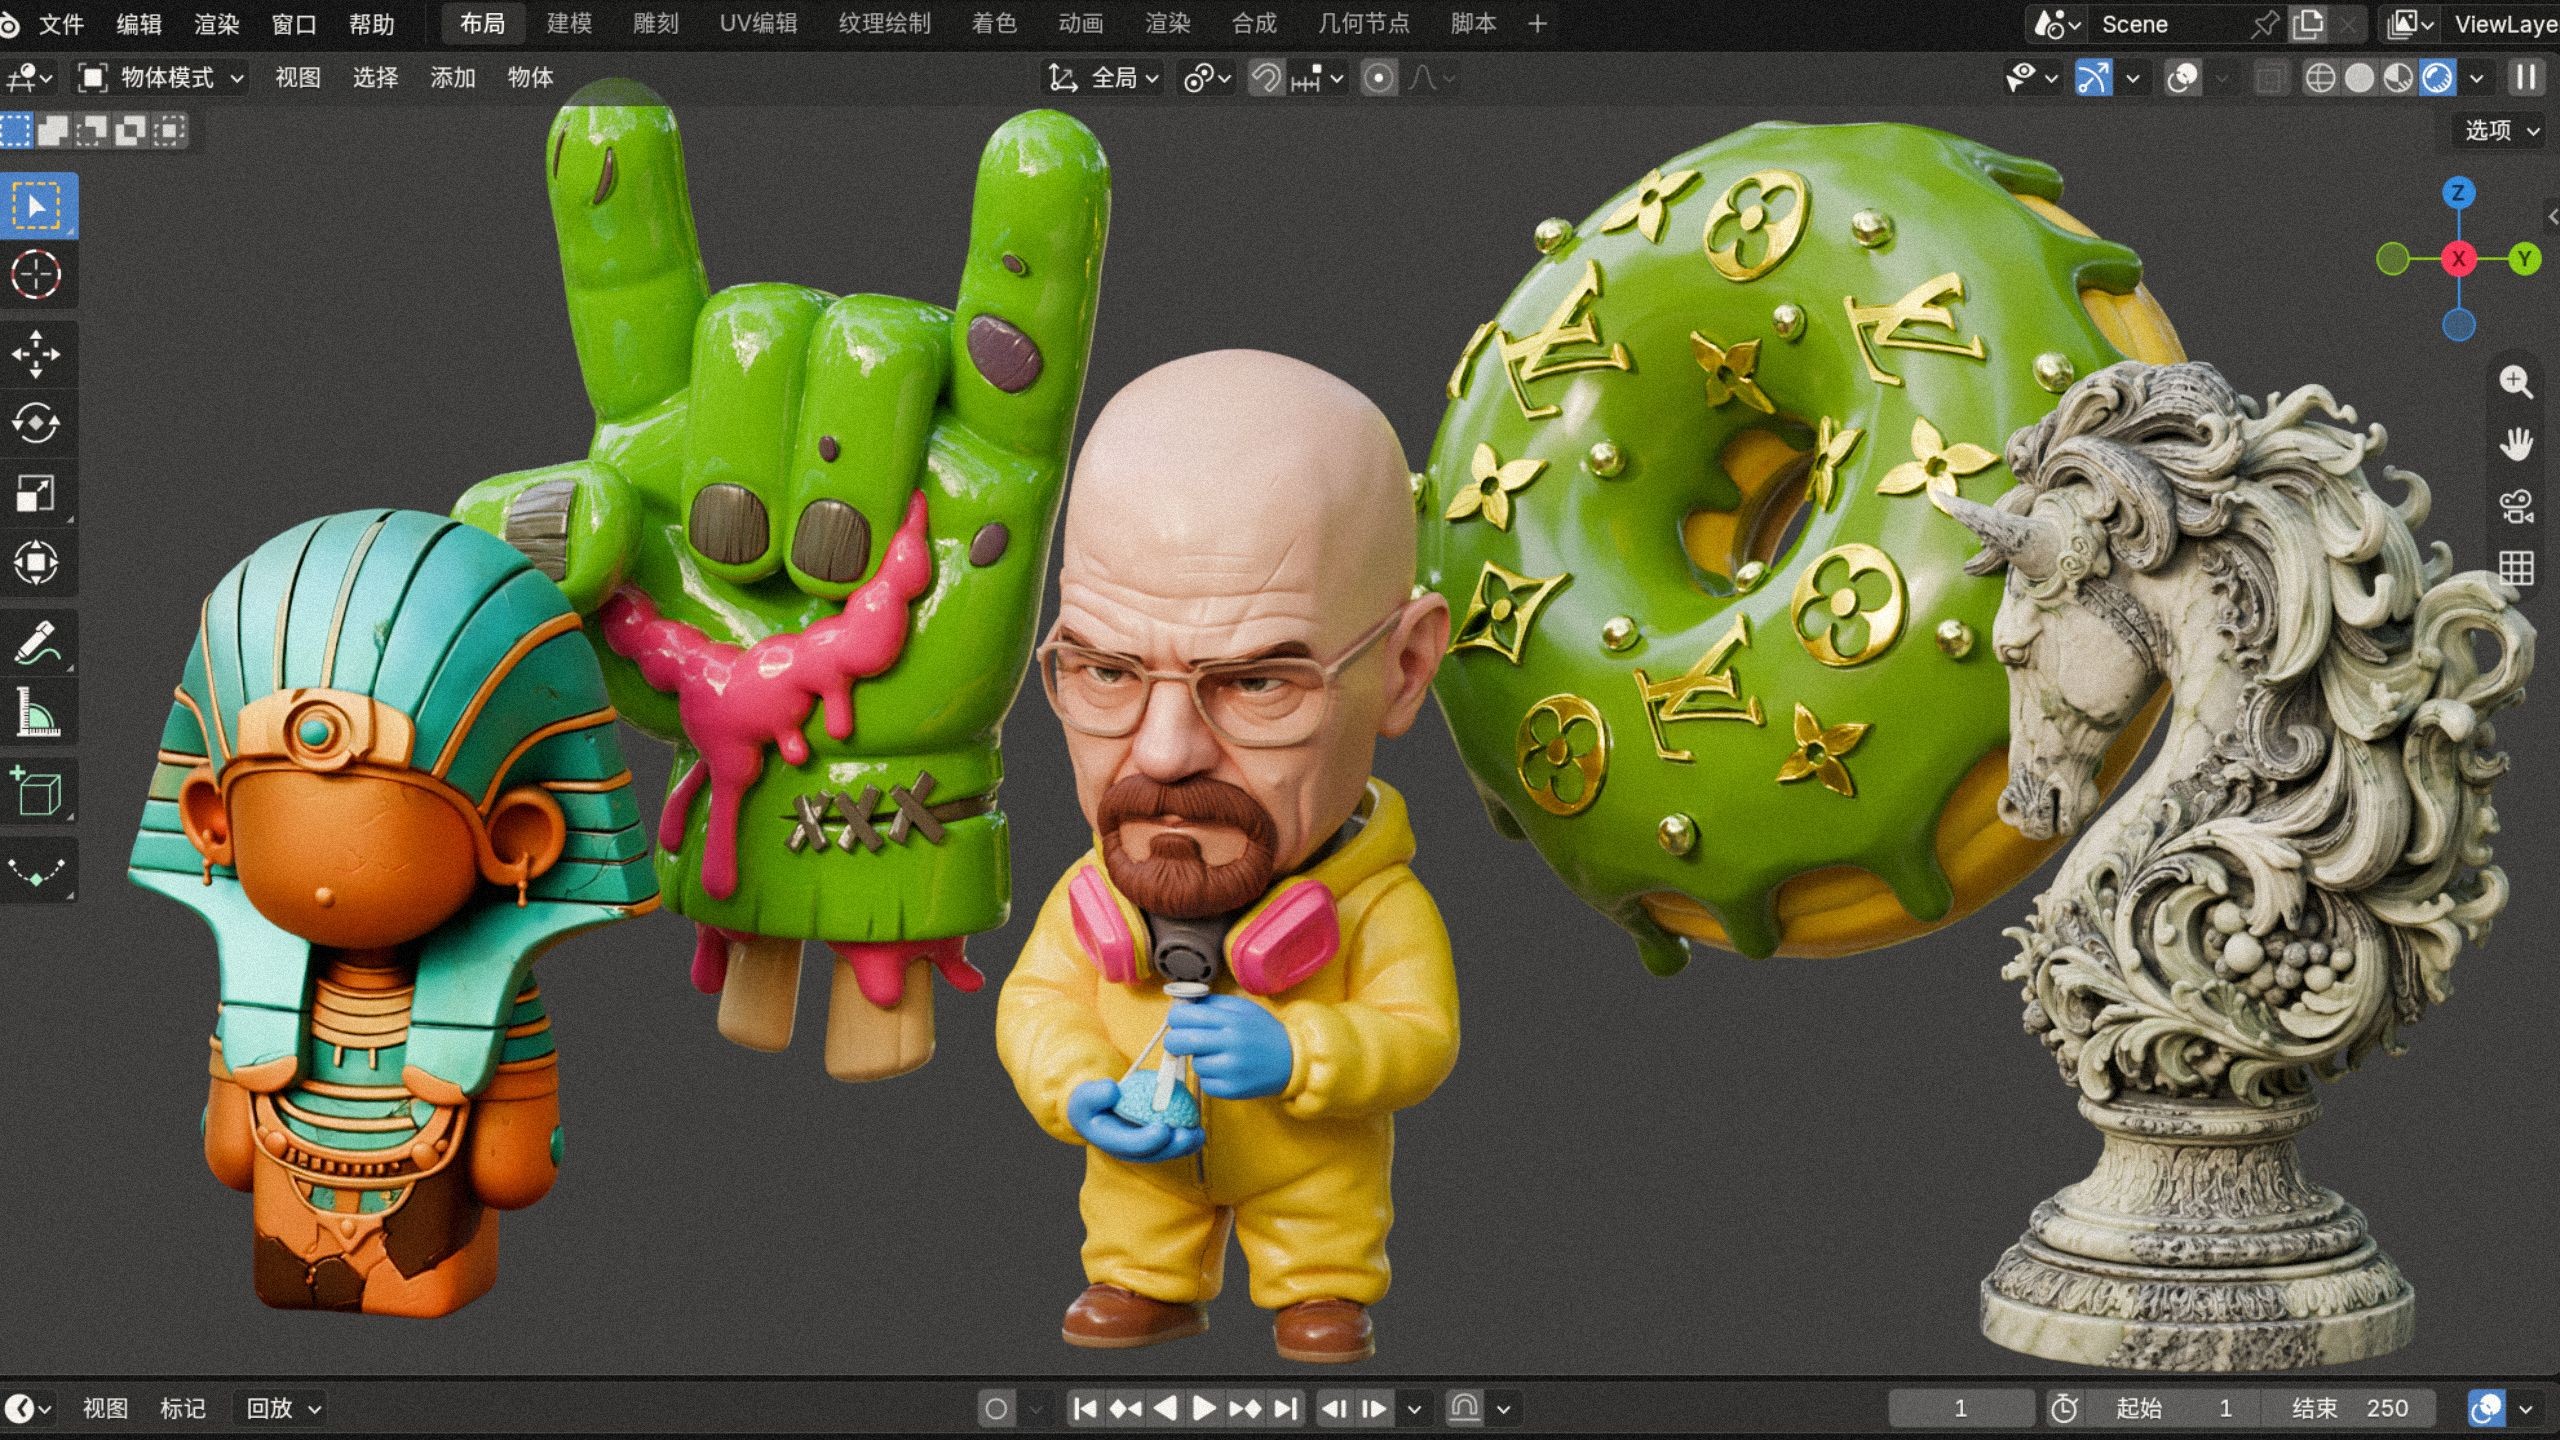 文件 编辑 渲染 窗口 帮助 布局 建模 雕刻 UV编辑 纹理绘制 着色 动画 渲染 合成 几何节点 脚本 + Scene ViewLaye
物体模式 视图 选择 添加 物体 全局
选项
Z
X Y
视图 标记 回放 1 起始 1 结束 250